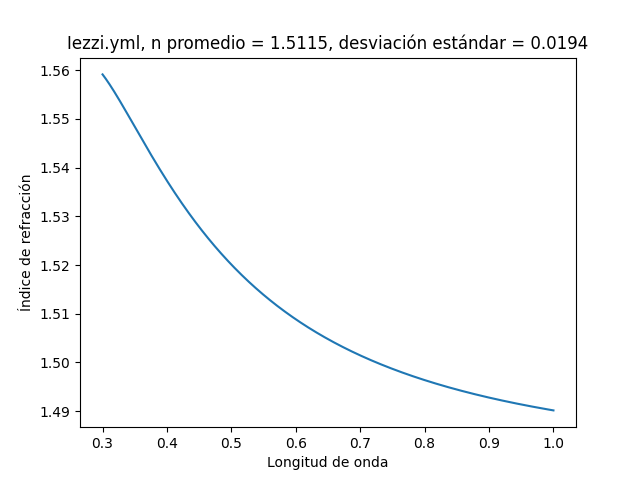 Iezzi.yml, n promedio = 1.5115, desviación estándar = 0.0194
Índice de refracción
1.56
1.55
1.54
1.53
1.52
1.51
1.50
1.49
0.3 0.4 0.5 0.6 0.7 0.8 0.9 1.0
Longitud de onda